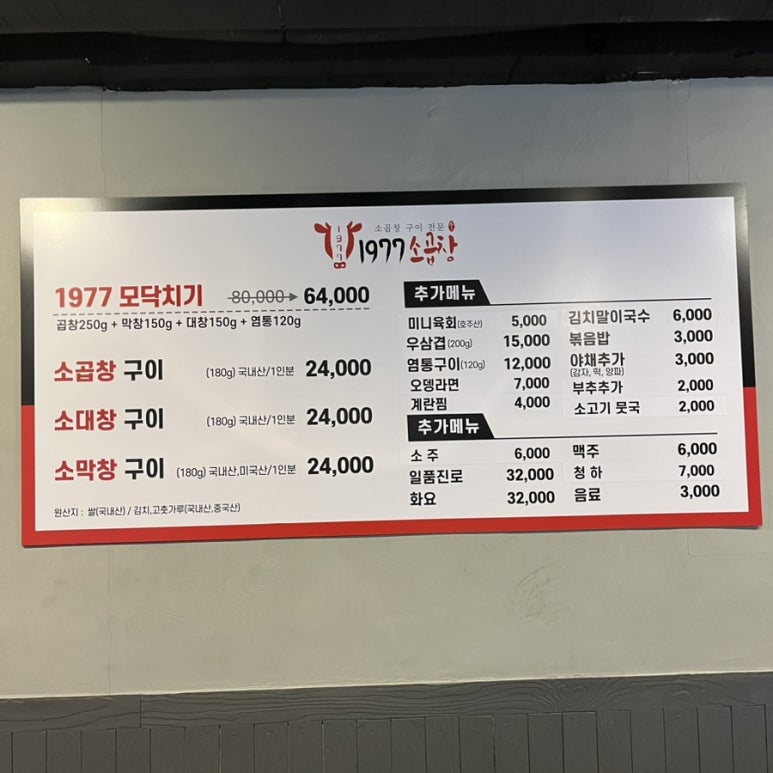 소곱창 구이 전문
1977
1977 소곱창
1977 모닥치기 80,000 64,000
곱창250g + 막창150g + 대창150g + 염통120g
소곱창 구이 (180g) 국내산/1인분 24,000
소대창 구이 (180g) 국내산/1인분 24,000
소막창 구이 (180g) 국내산,미국산/1인분 24,000
원산지 : 쌀(국내산) / 김치,고춧가루(국내산,중국산)
추가메뉴
미니육회(호주산) 5,000
우삼겹(200g) 15,000
염통구이(120g) 12,000
오뎅라면 7,000
계란찜 4,000
김치말이국수 6,000
볶음밥 3,000
야채추가 3,000
(감자, 떡, 양파)
부추추가 2,000
소고기 뭇국 2,000
추가메뉴
소 주 6,000
일품진로 32,000
화요 32,000
맥주 6,000
청 하 7,000
음료 3,000